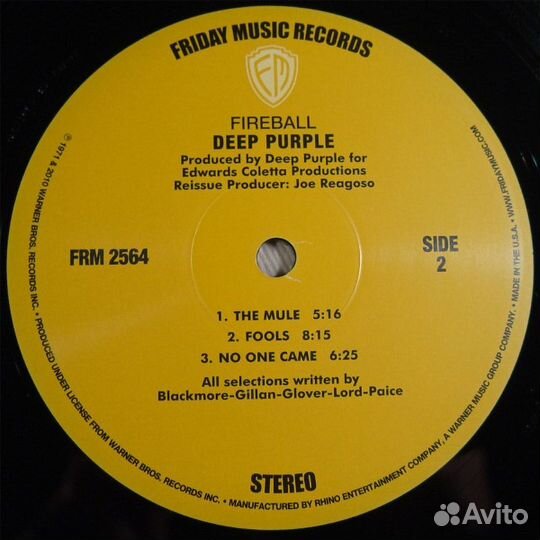 FRIDAY MUSIC RECORDS
FM
FIREBALL
DEEP PURPLE
Produced by Deep Purple for
Edwards Coletta Productions
Reissue Producer: Joe Reagoso
FRM 2564
SIDE
2
1. THE MULE 5:16
2. FOOLS 8:15
3. NO ONE CAME 6:25
All selections written by
Blackmore-Gillan-Glover-Lord-Paice
STEREO
℗ 1971 & 2010 WARNER BROS. RECORDS INC. • PRODUCED UNDER LICENSE FROM WARNER BROS. RECORDS INC. • MANUFACTURED BY RHINO ENTERTAINMENT COMPANY, A WARNER MUSIC GROUP COMPANY. • MADE IN THE U.S.A. • WWW.FRIDAYMUSIC.COM
Avito